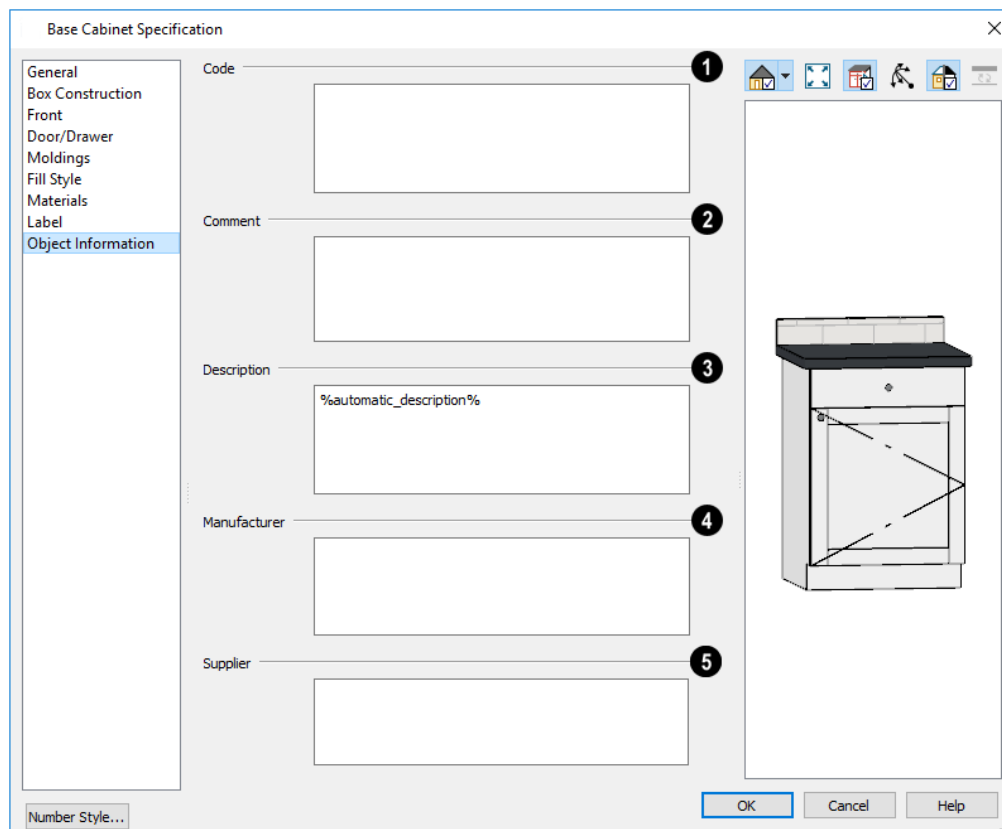 Base Cabinet Specification
General
Box Construction
Front
Door/Drawer
Moldings
Fill Style
Materials
Label
Object Information
Code
1
Comment
2
Description
3
%automatic_description%
Manufacturer
4
Supplier
5
Number Style...
OK
Cancel
Help